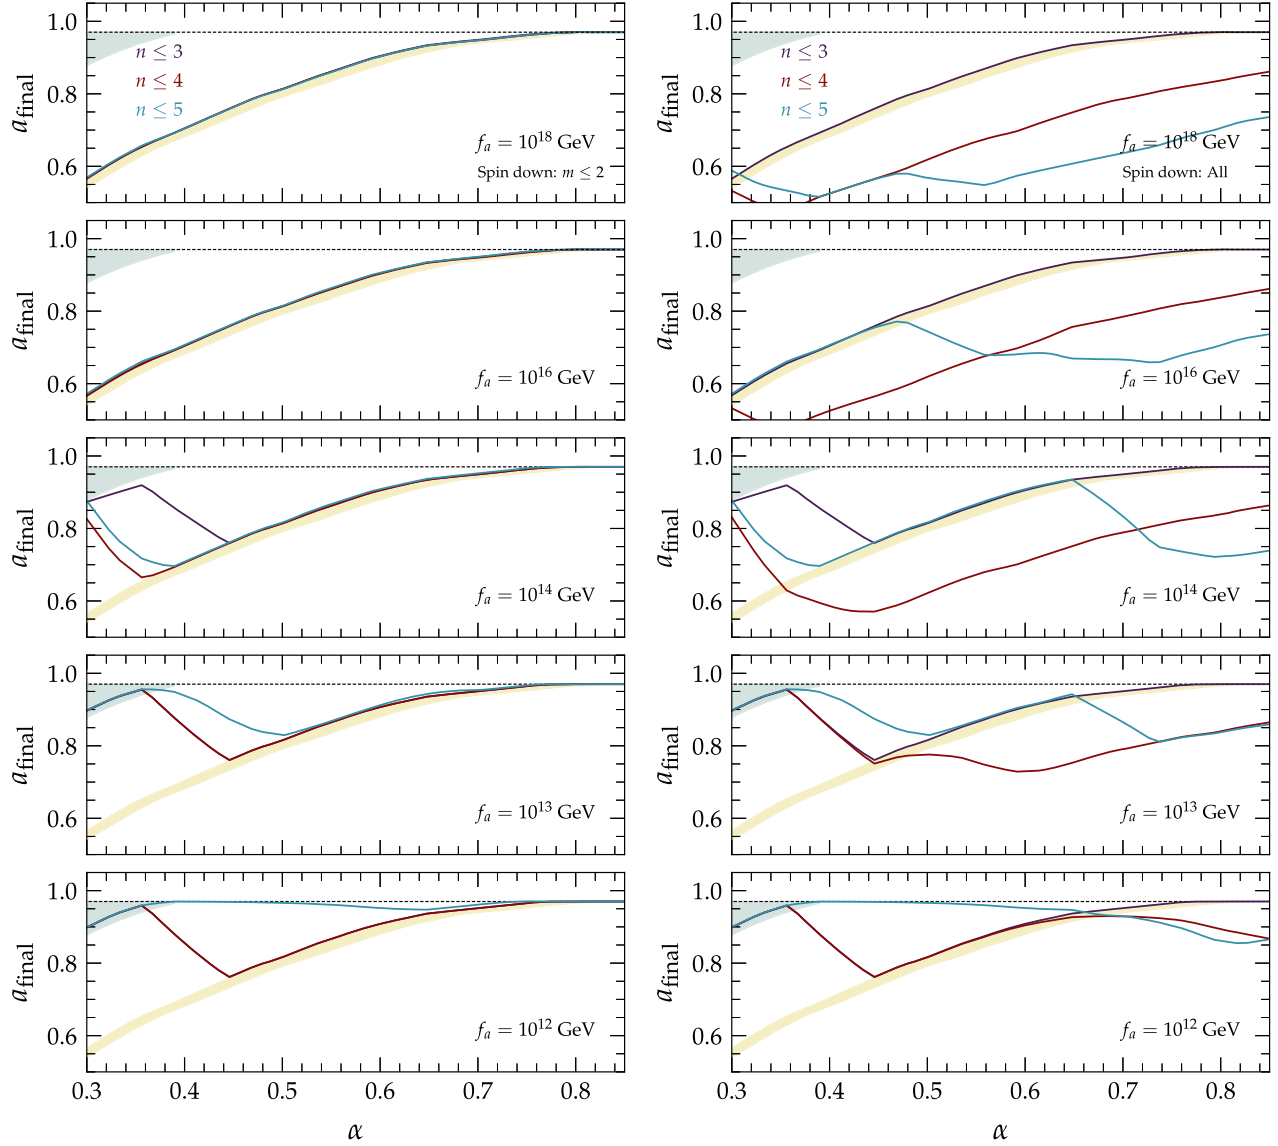 1.0
0.8
0.6
a_final
n ≤ 3
n ≤ 4
n ≤ 5
f_a = 10^18 GeV
Spin down: m ≤ 2
a_final
n ≤ 3
n ≤ 4
n ≤ 5
f_a = 10^18 GeV
Spin down: All
1.0
0.8
0.6
a_final
f_a = 10^16 GeV
1.0
0.8
0.6
a_final
f_a = 10^16 GeV
1.0
0.8
0.6
a_final
f_a = 10^14 GeV
1.0
0.8
0.6
a_final
f_a = 10^14 GeV
1.0
0.8
0.6
a_final
f_a = 10^13 GeV
1.0
0.8
0.6
a_final
f_a = 10^13 GeV
1.0
0.8
0.6
a_final
f_a = 10^12 GeV
1.0
0.8
0.6
a_final
f_a = 10^12 GeV
1.0
0.8
0.6
0.3 0.4 0.5 0.6 0.7 0.8
α
0.3 0.4 0.5 0.6 0.7 0.8
α